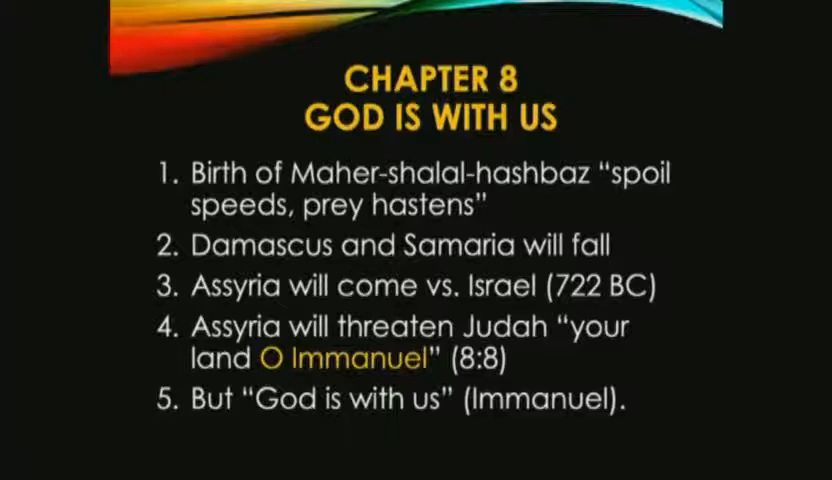 CHAPTER 8
GOD IS WITH US
1. Birth of Maher-shalal-hashbaz “spoil
speeds, prey hastens”
2. Damascus and Samaria will fall
3. Assyria will come vs. Israel (722 BC)
4. Assyria will threaten Judah “your
land O Immanuel” (8:8)
5. But “God is with us” (Immanuel).